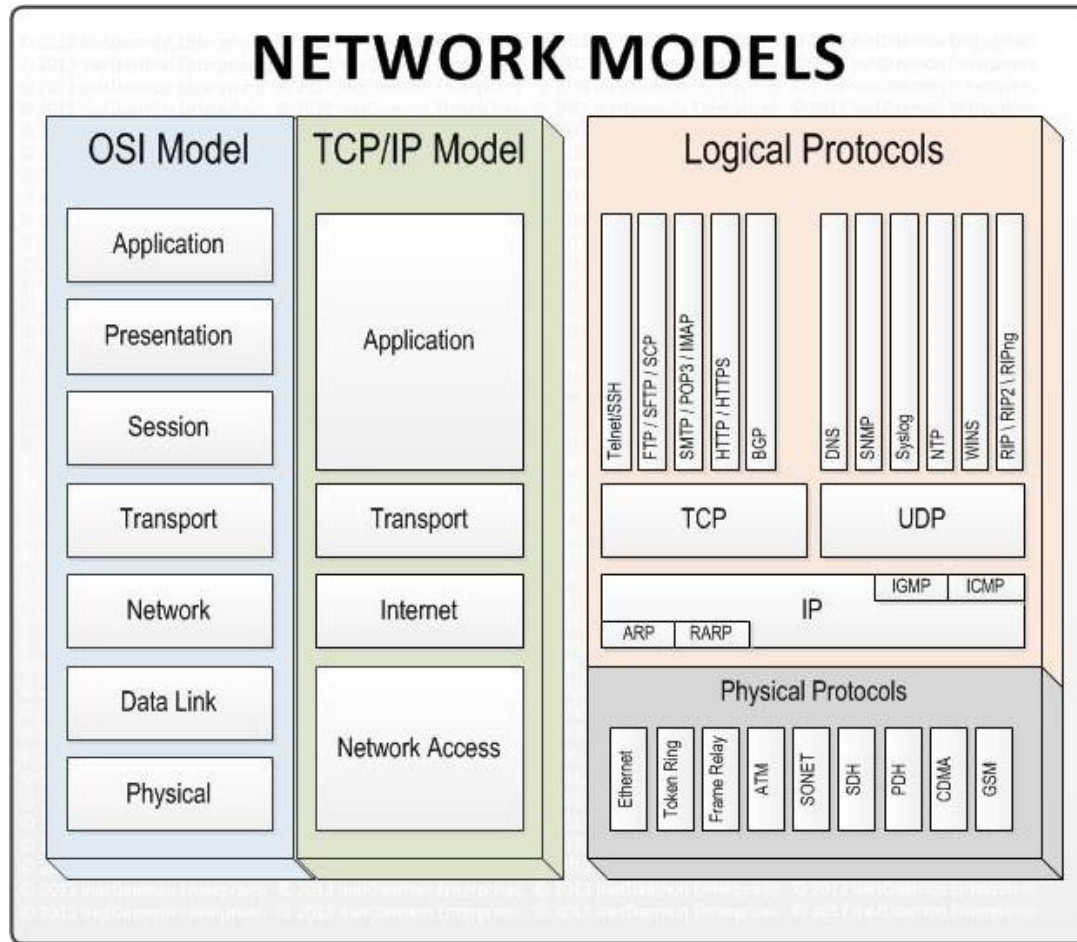 NETWORK MODELS
OSI Model
Application
Presentation
Session
Transport
Network
Data Link
Physical
TCP/IP Model
Application
Transport
Internet
Network Access
Logical Protocols
Telnet/SSH
FTP / SFTP / SCP
SMTP / POP3 / IMAP
HTTP / HTTPS
BGP
DNS
SNMP
Syslog
NTP
WINS
RIP \ RIP2 \ RIPng
TCP
UDP
IP
IGMP
ICMP
ARP
RARP
Physical Protocols
Ethernet
Token Ring
Frame Relay
ATM
SONET
SDH
PDH
CDMA
GSM